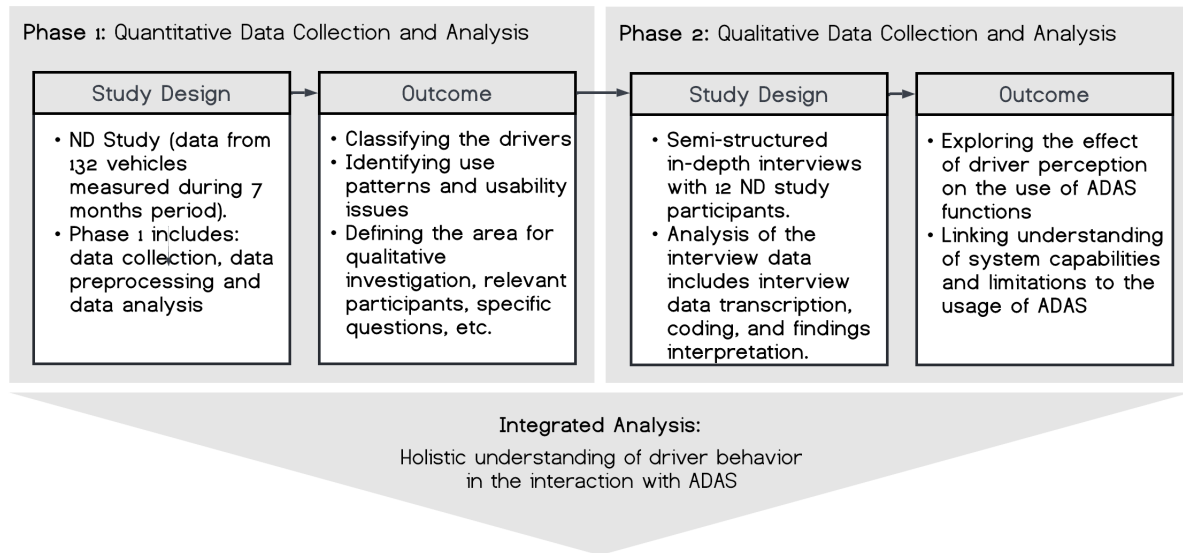 Phase 1: Quantitative Data Collection and Analysis
Study Design
• ND Study (data from
132 vehicles
measured during 7
months period).
• Phase 1 includes:
data collection, data
preprocessing and
data analysis
Outcome
• Classifying the drivers
• Identifying use
patterns and usability
issues
• Defining the area for
qualitative
investigation, relevant
participants, specific
questions, etc.
Phase 2: Qualitative Data Collection and Analysis
Study Design
• Semi-structured
in-depth interviews
with 12 ND study
participants.
• Analysis of the
interview data
includes interview
data transcription,
coding, and findings
interpretation.
Outcome
• Exploring the effect
of driver perception
on the use of ADAS
functions
• Linking understanding
of system capabilities
and limitations to the
usage of ADAS
Integrated Analysis:
Holistic understanding of driver behavior
in the interaction with ADAS